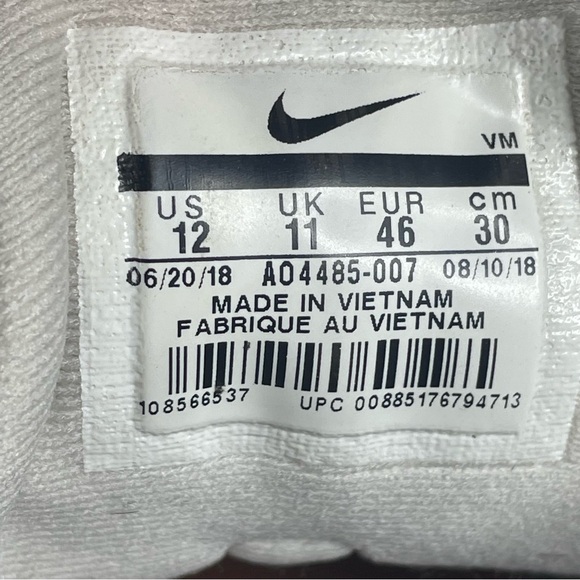 VM
US UK EUR cm
12 11 46 30
06/20/18 AO4485-007 08/10/18
MADE IN VIETNAM
FABRIQUE AU VIETNAM
108566537 UPC 00885176794713